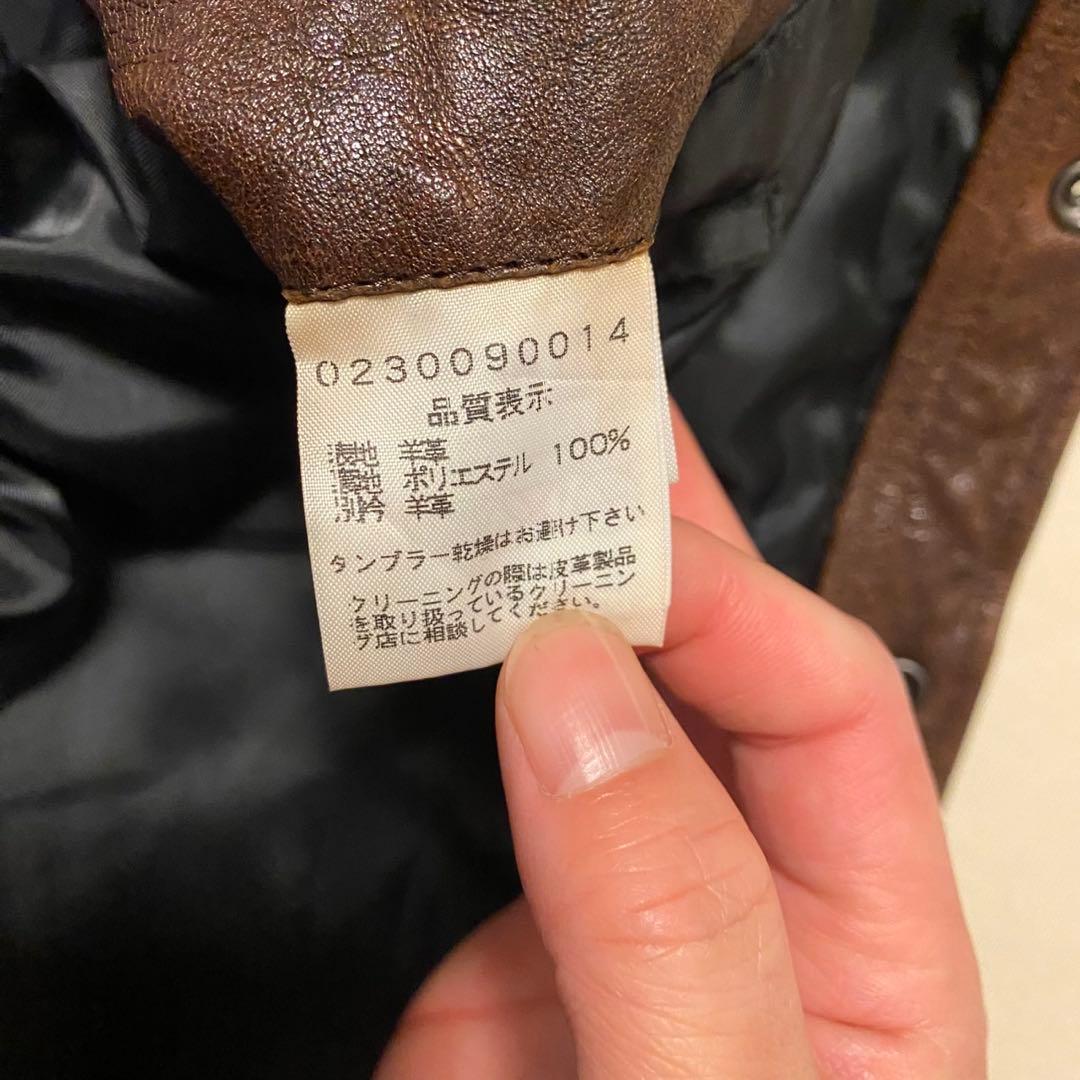 0230090014
品質表示
表地 羊革
裏地 ポリエステル 100%
羊革
タンブラー乾燥はお避け下さい
クリーニングの際は皮革製品
を取り扱っているクリーニン
グ店に相談してください。